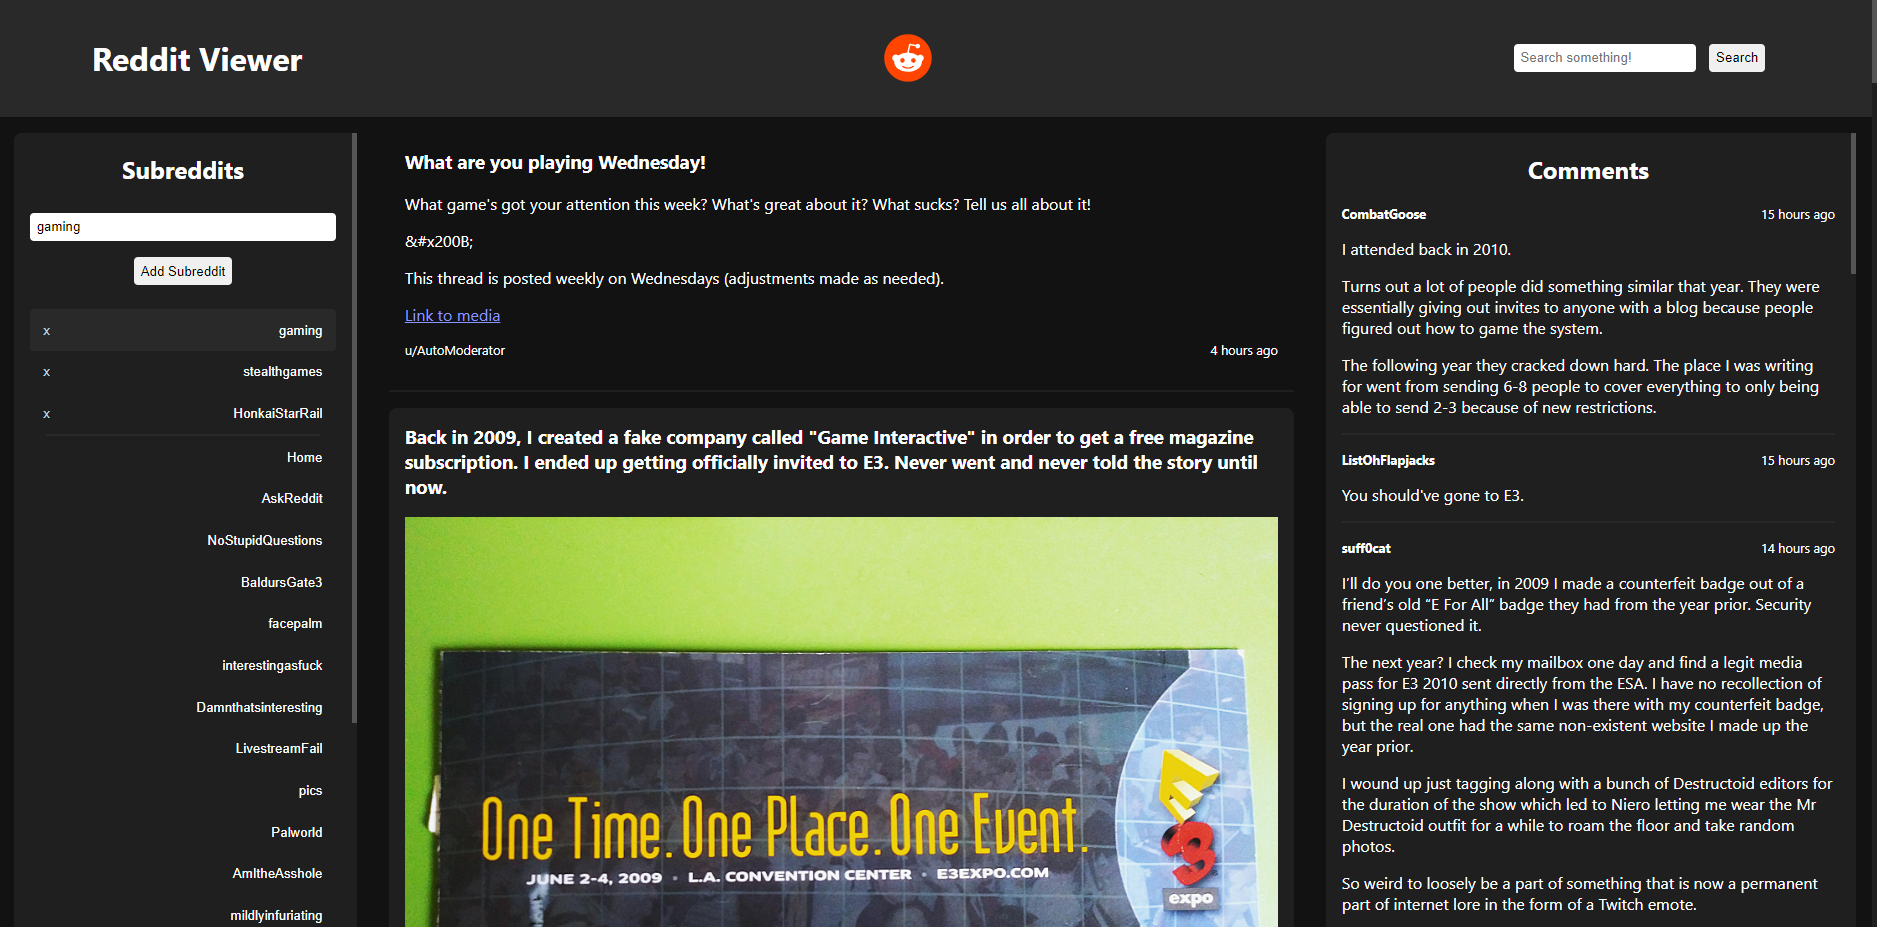 Reddit Viewer
Search something!
Search
Subreddits
gaming
Add Subreddit
x gaming
x stealthgames
x HonkaiStarRail
Home
AskReddit
NoStupidQuestions
BaldursGate3
facepalm
interestingasfuck
Damnthatsinteresting
LivestreamFail
pics
Palworld
AmItheAsshole
mildlyinfuriating
What are you playing Wednesday!
What game's got your attention this week? What's great about it? What sucks? Tell us all about it!
&#x200B;
This thread is posted weekly on Wednesdays (adjustments made as needed).
Link to media
u/AutoModerator 4 hours ago
Back in 2009, I created a fake company called "Game Interactive" in order to get a free magazine
subscription. I ended up getting officially invited to E3. Never went and never told the story until
now.
One Time. One Place. One Event.
JUNE 2-4, 2009 • L.A. CONVENTION CENTER • E3EXPO.COM
E3
expo
Comments
CombatGoose 15 hours ago
I attended back in 2010.
Turns out a lot of people did something similar that year. They were
essentially giving out invites to anyone with a blog because people
figured out how to game the system.
The following year they cracked down hard. The place I was writing
for went from sending 6-8 people to cover everything to only being
able to send 2-3 because of new restrictions.
ListOhFlapjacks 15 hours ago
You should've gone to E3.
suff0cat 14 hours ago
I’ll do you one better, in 2009 I made a counterfeit badge out of a
friend’s old “E For All” badge they had from the year prior. Security
never questioned it.
The next year? I check my mailbox one day and find a legit media
pass for E3 2010 sent directly from the ESA. I have no recollection of
signing up for anything when I was there with my counterfeit badge,
but the real one had the same non-existent website I made up the
year prior.
I wound up just tagging along with a bunch of Destructoid editors for
the duration of the show which led to Niero letting me wear the Mr
Destructoid outfit for a while to roam the floor and take random
photos.
So weird to loosely be a part of something that is now a permanent
part of internet lore in the form of a Twitch emote.